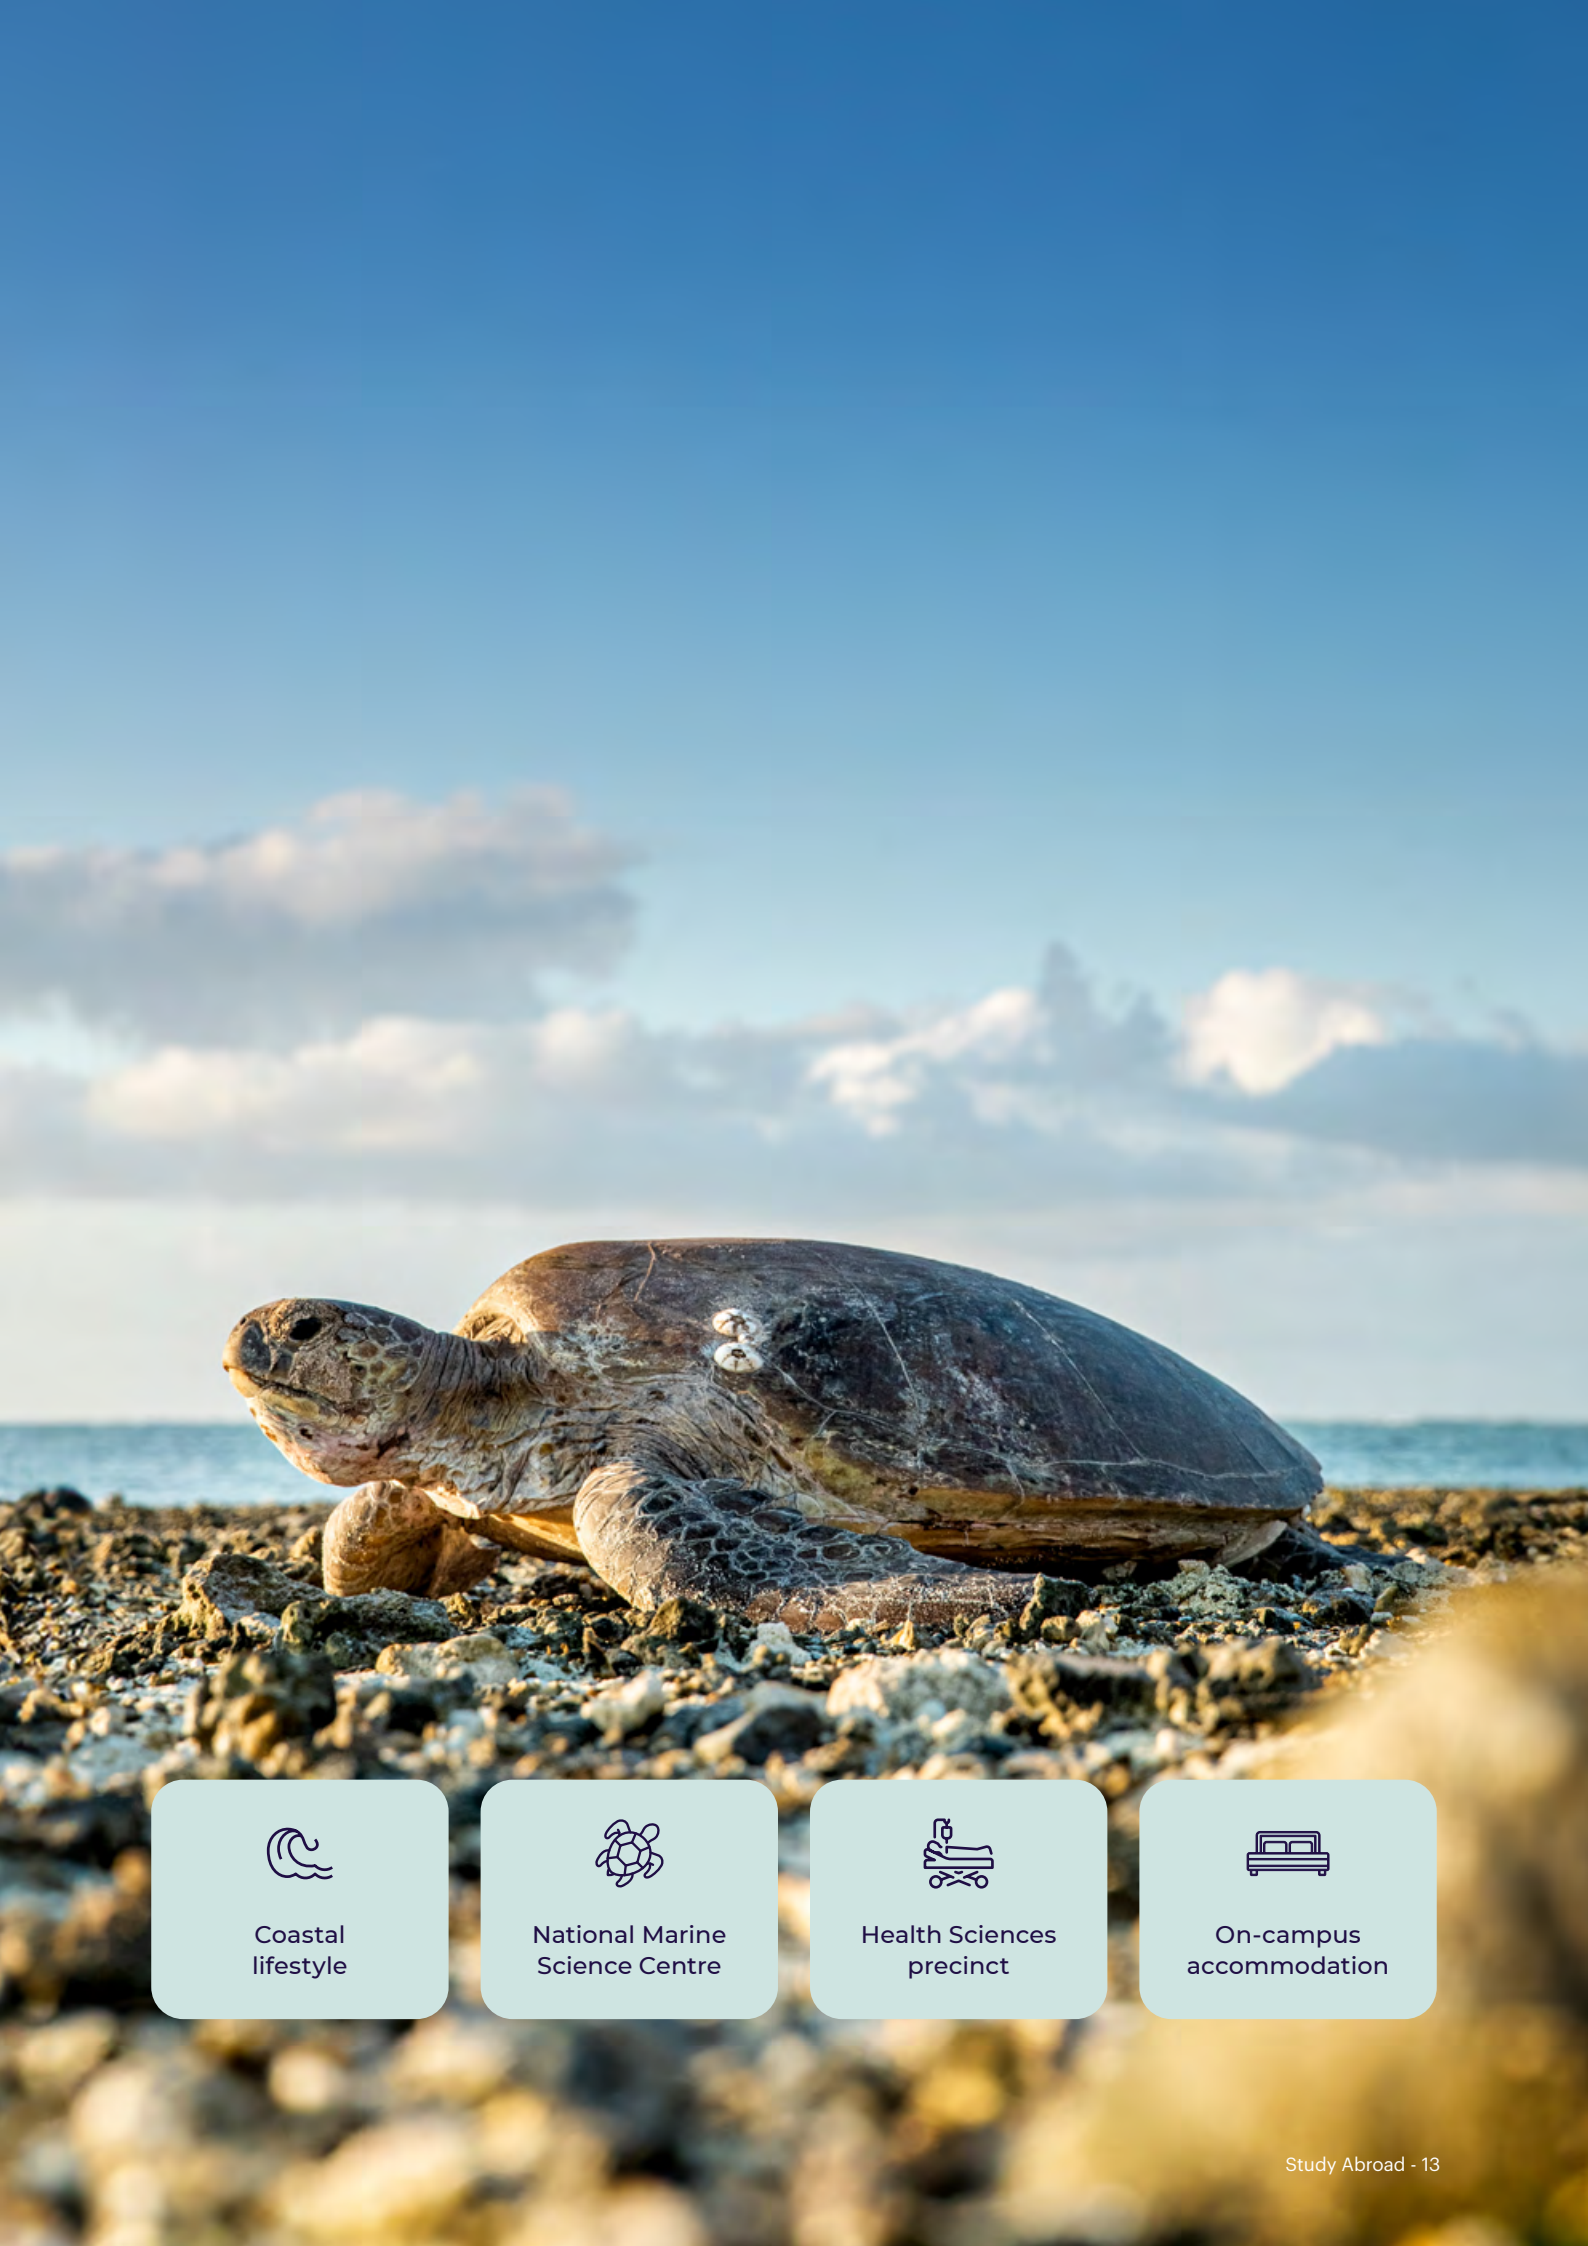 Coastal
lifestyle
National Marine
Science Centre
Health Sciences
precinct
On-campus
accommodation
Study Abroad - 13